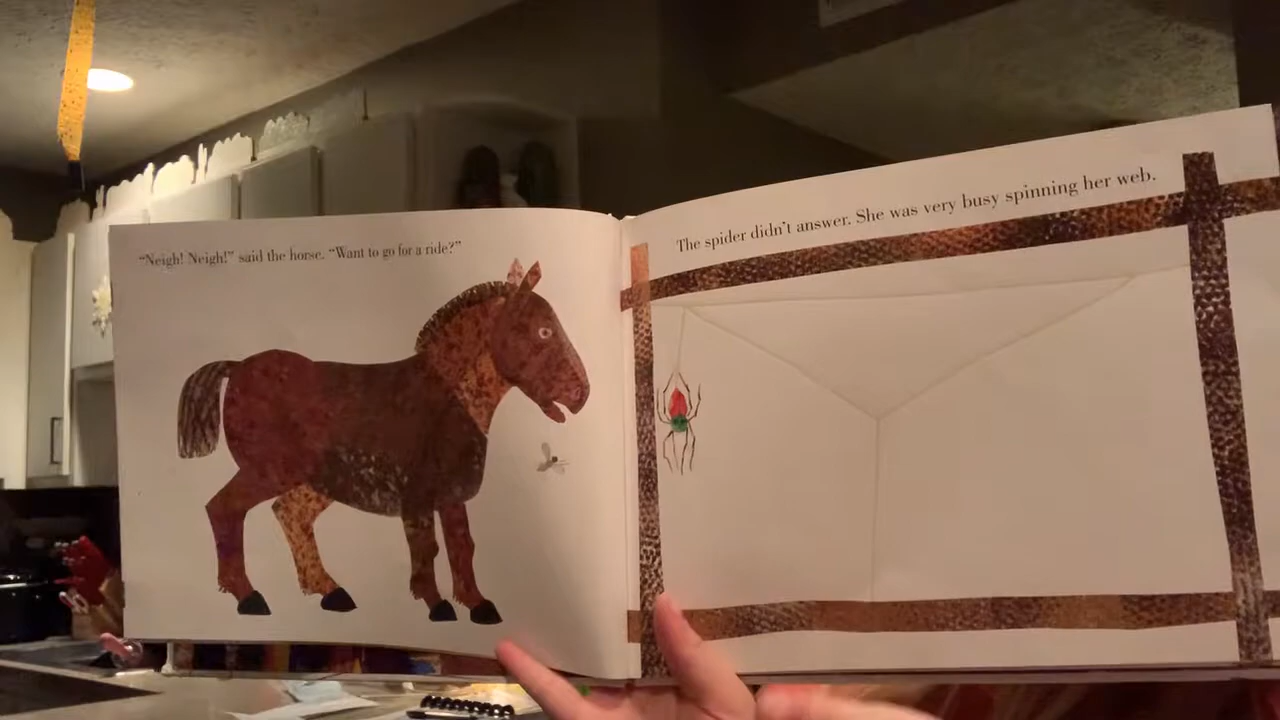 “Neigh! Neigh!” said the horse. “Want to go for a ride?”
The spider didn’t answer. She was very busy spinning her web.